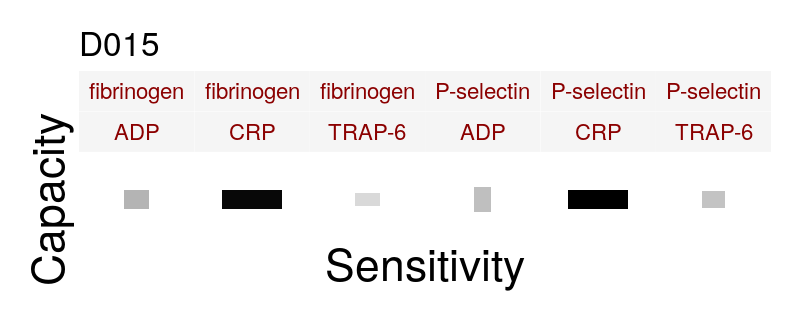 D015
fibrinogen fibrinogen fibrinogen P-selectin P-selectin P-selectin
ADP CRP TRAP-6 ADP CRP TRAP-6
Capacity
Sensitivity